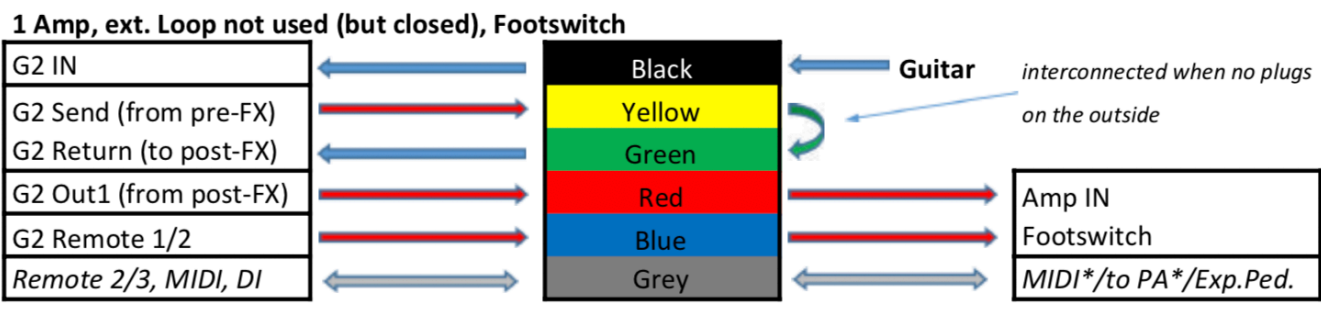 1 Amp, ext. Loop not used (but closed), Footswitch
G2 IN
Black
Guitar
interconnected when no plugs
on the outside
G2 Send (from pre-FX)
Yellow
G2 Return (to post-FX)
Green
G2 Out1 (from post-FX)
Red
Amp IN
G2 Remote 1/2
Blue
Footswitch
Remote 2/3, MIDI, DI
Grey
MIDI*/to PA*/Exp.Ped.